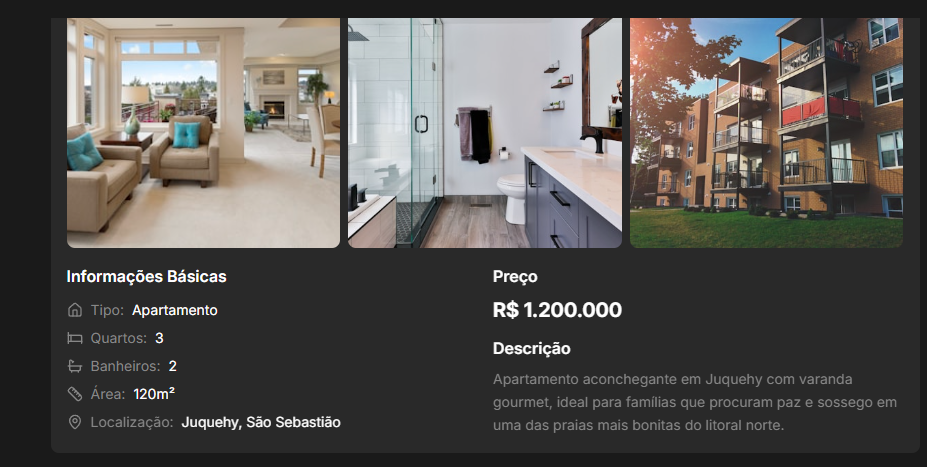 Informações Básicas
Tipo: Apartamento
Quartos: 3
Banheiros: 2
Área: 120m²
Localização: Juquehy, São Sebastião
Preço
R$ 1.200.000
Descrição
Apartamento aconchegante em Juquehy com varanda
gourmet, ideal para famílias que procuram paz e sossego em
uma das praias mais bonitas do litoral norte.